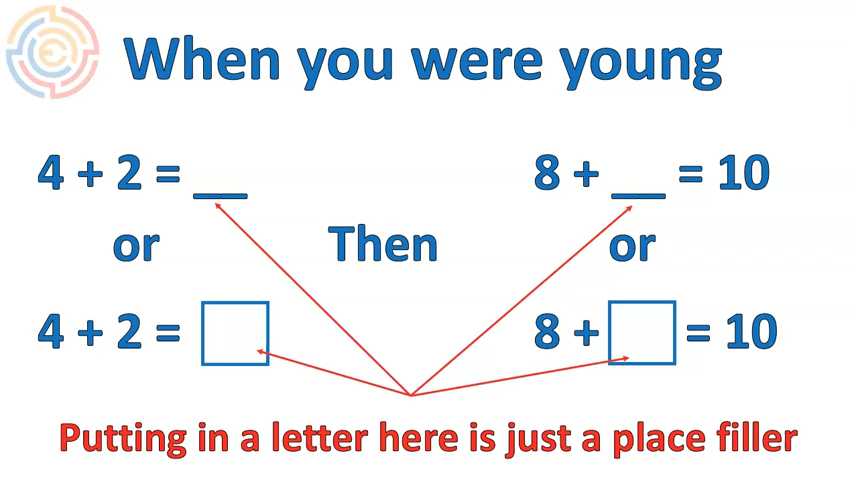 When you were young
4 + 2 = __
8 + __ = 10
or
Then
or
4 + 2 = □
8 + □ = 10
Putting in a letter here is just a place filler